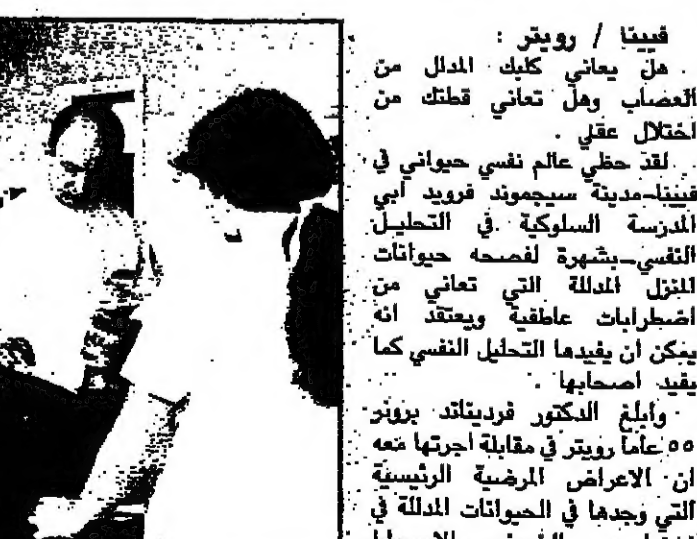 ڤيينا / رويتر :
هل يعاني كلبك المدلل من
العصاب وهل تعاني قطتك من
اختلال عقلي .
لقد حظي عالم نفسي حيواني في
فيينا-مدينة سيجموند فرويد ابي
المدرسة السلوكية في التحليل
النفسي-بشهرة لفحصه حيوانات
المنزل المدللة التي تعاني من
اضطرابات عاطفية ويعتقد انه
يمكن ان يفيدها التحليل النفسي كما
يفيد اصحابها .
وأبلغ الدكتور فرديناند برونر
٥٥ عاما رويتر في مقابلة اجرتها معه
ان الاعراض المرضية الرئيسية
التي وجدها في الحيوانات المدللة في